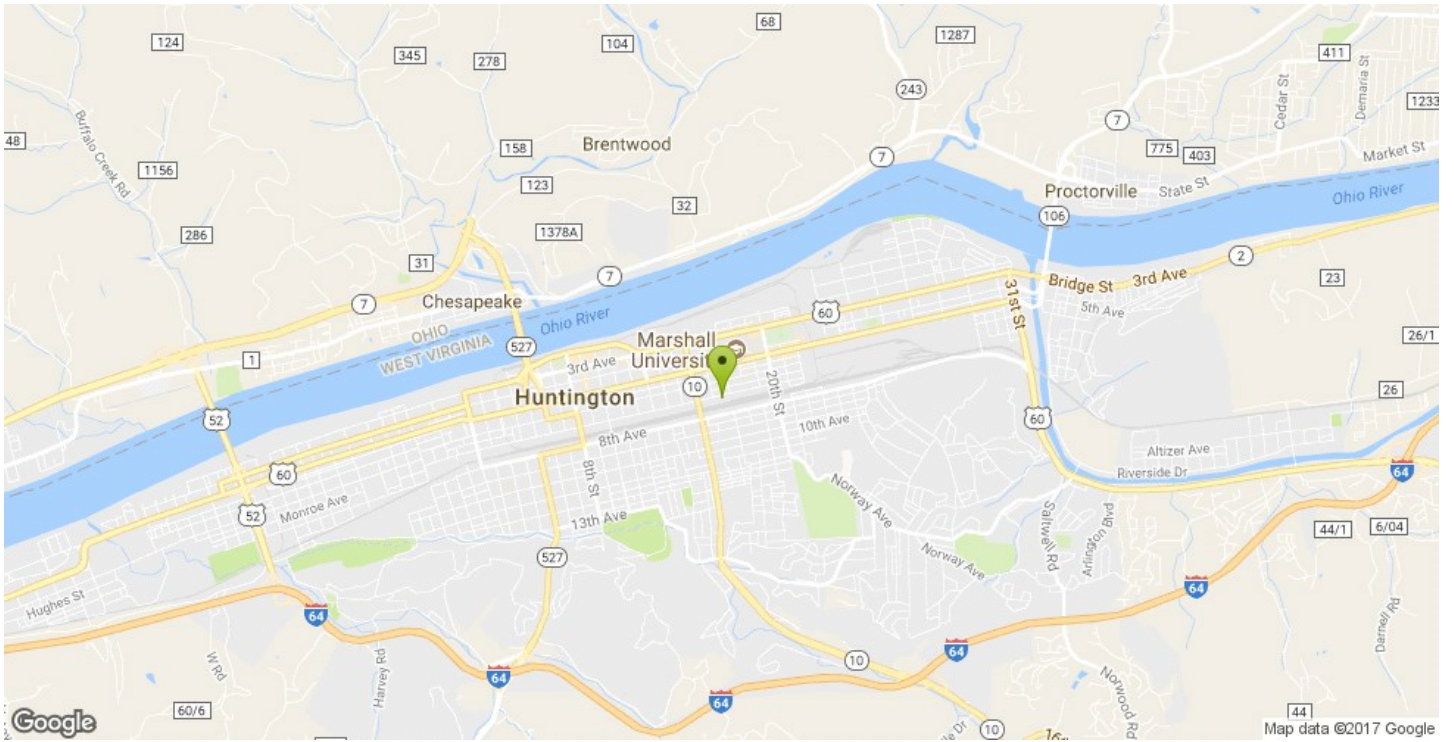 68
124
104
1287
345
278
411
Cedar St
Demaria St
243
1233
7
48
Buffalo Creek Rd
Brentwood
158
7
775
403
Market St
1156
123
Proctorville
State St
32
106
Ohio River
286
1378A
31
7
2
Bridge St
3rd Ave
23
7
Chesapeake
31st St
5th Ave
60
Ohio River
OHIO
WEST VIRGINIA
527
Marshall
3rd Ave
1
26/1
10
20th St
26
Huntington
52
60
8th Ave
10th Ave
Altizer Ave
60
8th St
Riverside Dr
64
Monroe Ave
52
13th Ave
Norway Ave
Saltwell Rd
Arlington Blvd
44/1
6/04
527
Norway Ave
Hughes St
64
64
Darnell Rd
W Rd
Harvey Rd
64
10
64
64
Norwood Rd
60/6
44
10
Google
Map data ©2017 Google